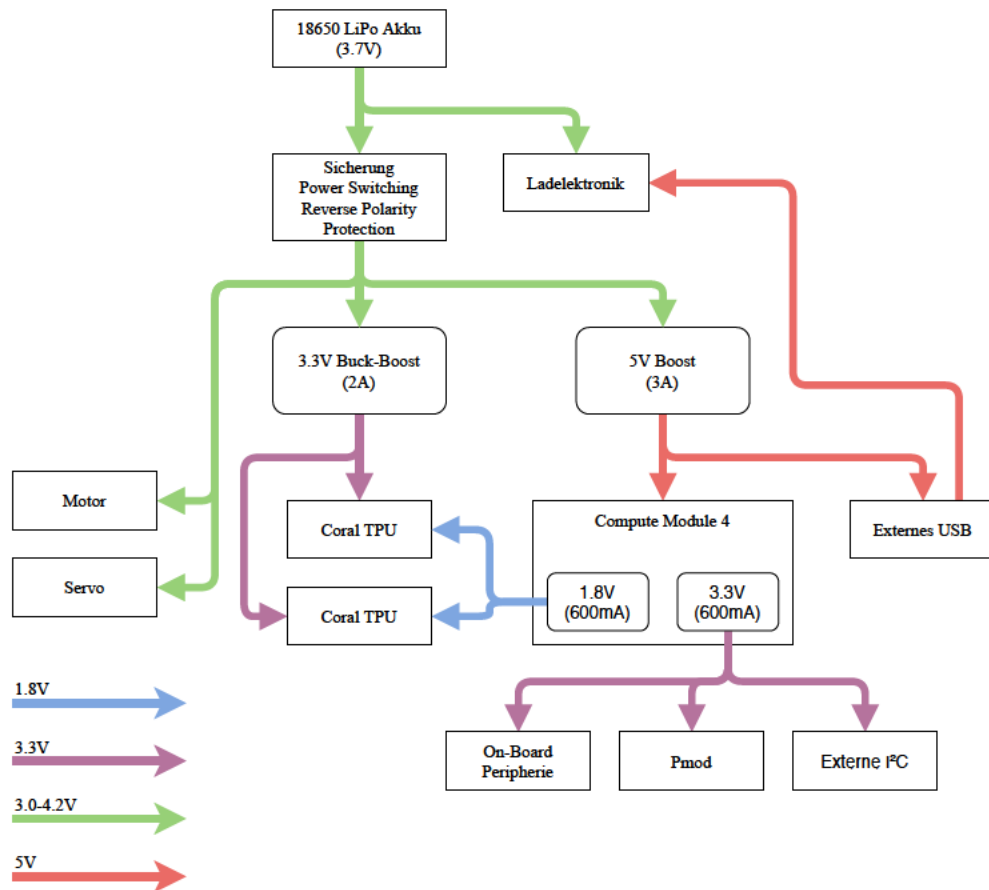 18650 LiPo Akku
(3.7V)
Sicherung
Power Switching
Reverse Polarity
Protection
Ladelektronik
3.3V Buck-Boost
(2A)
5V Boost
(3A)
Motor
Servo
Coral TPU
Coral TPU
Compute Module 4
1.8V
(600mA)
3.3V
(600mA)
Externes USB
On-Board
Peripherie
Pmod
Externe I²C
1.8V
3.3V
3.0-4.2V
5V